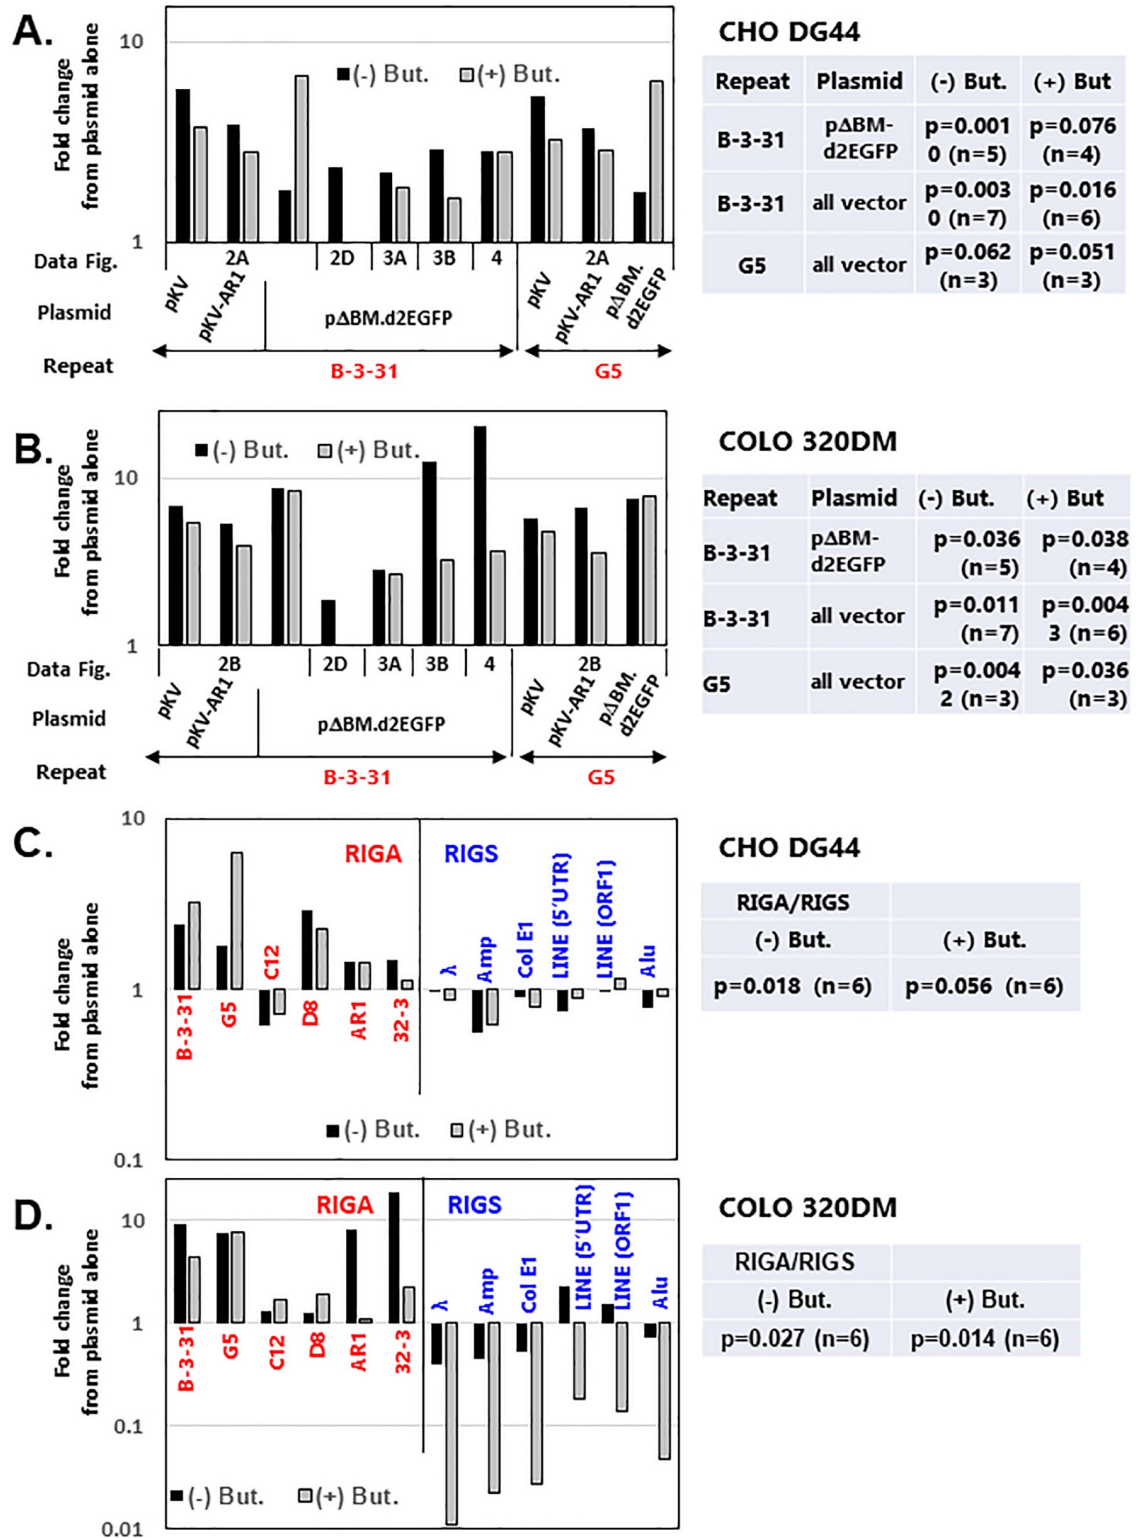 A.
Fold change
from plasmid alone
10
1
(-) But. (+) But.
Data Fig. 2A 2D 3A 3B 4 2A
Plasmid pKV pKV-AR1 pΔBM.d2EGFP pKV pKV-AR1 pΔBM.
d2EGFP
Repeat B-3-31 G5
CHO DG44
Repeat Plasmid (-) But. (+) But
B-3-31 pΔBM- p=0.001 p=0.076
d2EGFP 0 (n=5) (n=4)
B-3-31 all vector p=0.003 p=0.016
0 (n=7) (n=6)
G5 all vector p=0.062 p=0.051
(n=3) (n=3)
B.
Fold change
from plasmid alone
10
1
(-) But. (+) But.
Data Fig. 2B 2D 3A 3B 4 2B
Plasmid pKV pKV-AR1 pΔBM.d2EGFP pKV pKV-AR1 pΔBM.
d2EGFP
Repeat B-3-31 G5
COLO 320DM
Repeat Plasmid (-) But. (+) But
B-3-31 pΔBM- p=0.036 p=0.038
d2EGFP (n=5) (n=4)
B-3-31 all vector p=0.011 p=0.004
(n=7) 3 (n=6)
G5 all vector p=0.004 p=0.036
2 (n=3) (n=3)
C.
Fold change
from plasmid alone
10
1
0.1
RIGA RIGS
B-3-31 G5 C12 D8 AR1 32-3 λ Amp Col E1 LINE (5′UTR) LINE (ORF1) Alu
(-) But. (+) But.
CHO DG44
RIGA/RIGS
(-) But. (+) But.
p=0.018 (n=6) p=0.056 (n=6)
D.
Fold change
from plasmid alone
10
1
0.1
0.01
RIGA RIGS
B-3-31 G5 C12 D8 AR1 32-3 λ Amp Col E1 LINE (5′UTR) LINE (ORF1) Alu
(-) But. (+) But.
COLO 320DM
RIGA/RIGS
(-) But. (+) But.
p=0.027 (n=6) p=0.014 (n=6)